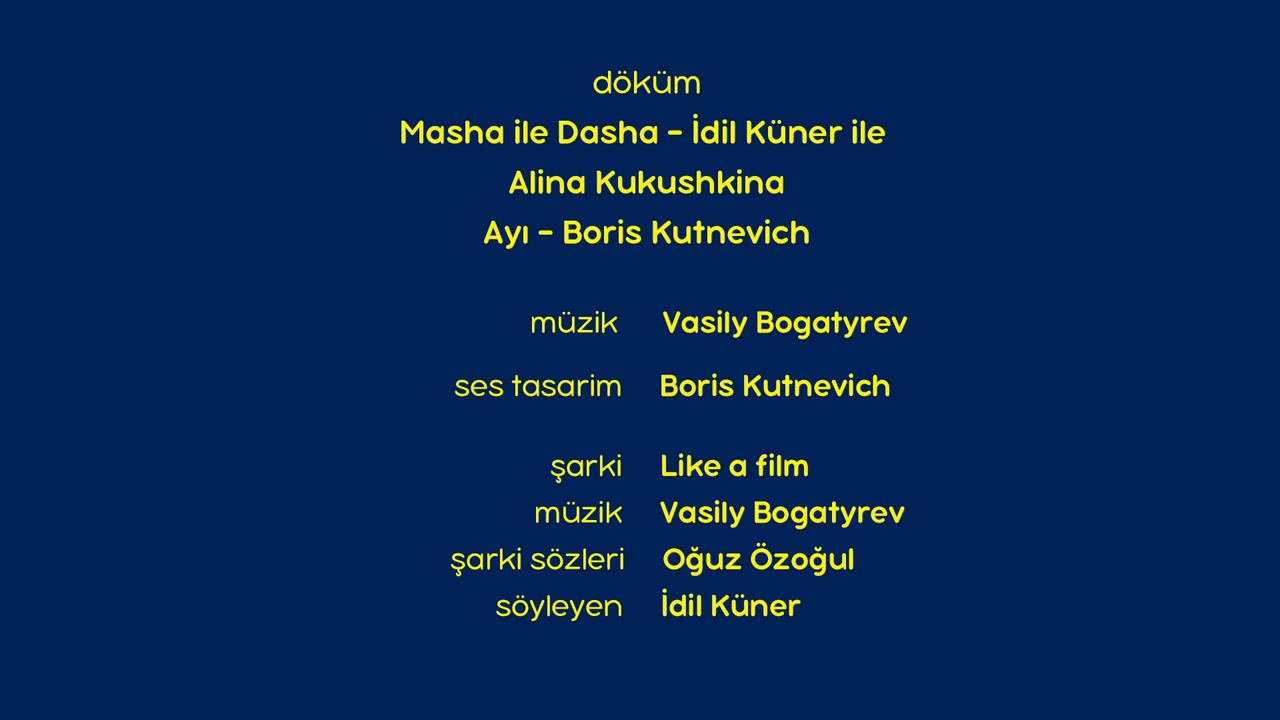 döküm
Masha ile Dasha - İdil Küner ile
Alina Kukushkina
Ayı - Boris Kutnevich
müzik Vasily Bogatyrev
ses tasarim Boris Kutnevich
şarki Like a film
müzik Vasily Bogatyrev
şarki sözleri Oğuz Özoğul
söyleyen İdil Küner